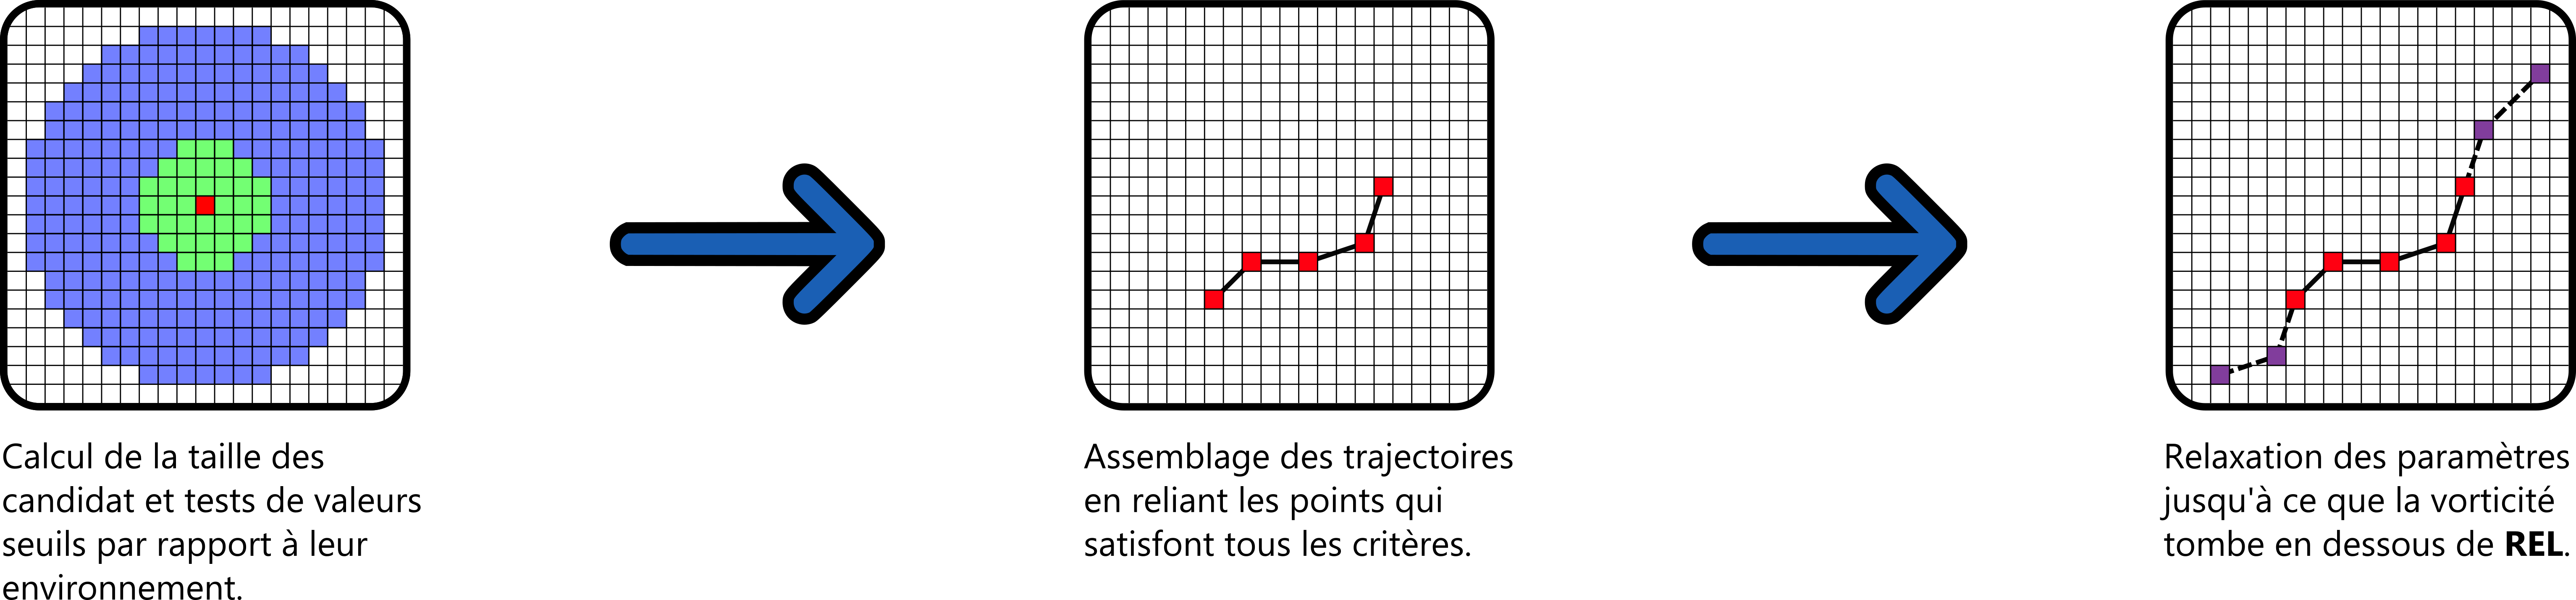 Calcul de la taille des
candidat et tests de valeurs
seuils par rapport à leur
environnement.
Assemblage des trajectoires
en reliant les points qui
satisfont tous les critères.
Relaxation des paramètres
jusqu'à ce que la vorticité
tombe en dessous de REL.